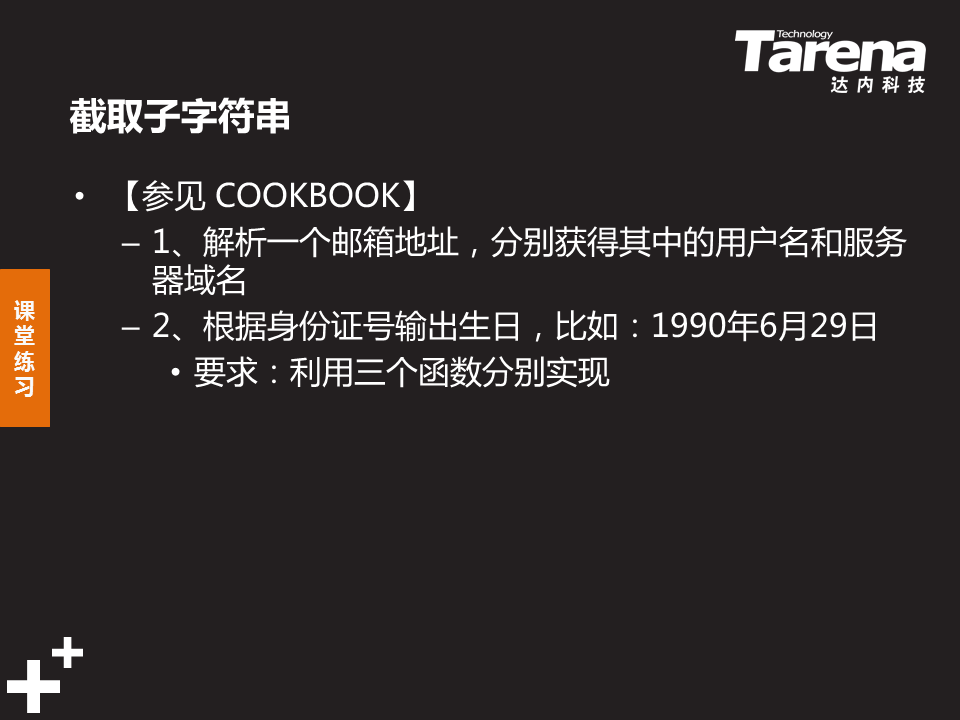 Technology
Tarena
达内科技
截取子字符串
• 【参见 COOKBOOK】
– 1、解析一个邮箱地址，分别获得其中的用户名和服务
器域名
– 2、根据身份证号输出生日，比如：1990年6月29日
• 要求：利用三个函数分别实现
课
堂
练
习